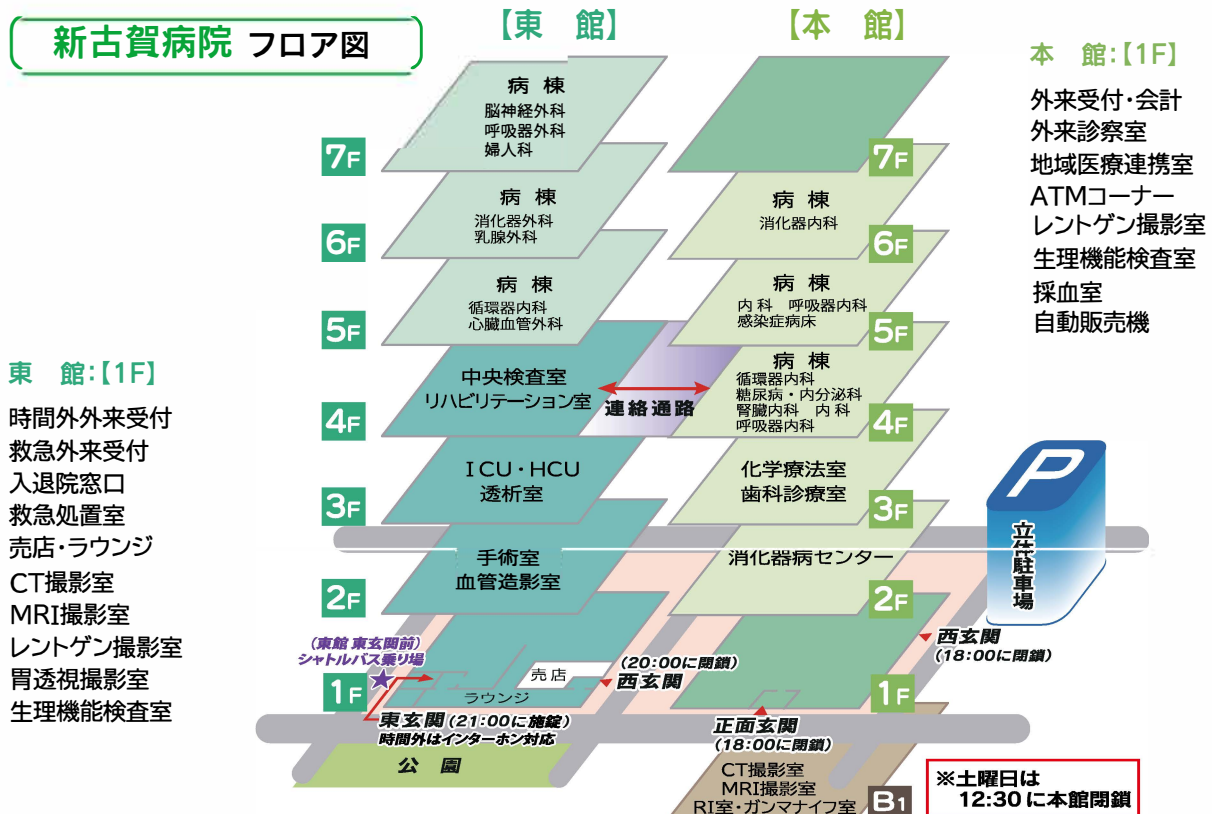 新古賀病院 フロア図
【東 館】
【本 館】
病 棟
脳神経外科
呼吸器外科
婦人科
7F
7F
病 棟
消化器外科
乳腺外科
6F
病 棟
消化器内科
6F
病 棟
循環器内科
心臓血管外科
5F
病 棟
内 科 呼吸器内科
感染症病床
5F
中央検査室
リハビリテーション室
4F
連絡通路
病 棟
循環器内科
糖尿病・内分泌科
腎臓内科 内 科
呼吸器内科
4F
ICU・HCU
透析室
3F
化学療法室
歯科診療室
3F
手術室
血管造影室
2F
消化器病センター
2F
(東館 東玄関前)
シャトルバス乗り場
1F
売店
ラウンジ
(20:00に閉鎖)
西玄関
東玄関(21:00に施錠)
時間外はインターホン対応
公 園
西玄関
(18:00に閉鎖)
1F
正面玄関
(18:00に閉鎖)
CT撮影室
MRI撮影室
RI室・ガンマナイフ室
B1
P
立体駐車場
※土曜日は
12:30に本館閉鎖
本 館:【1F】
外来受付・会計
外来診察室
地域医療連携室
ATMコーナー
レントゲン撮影室
生理機能検査室
採血室
自動販売機
東 館:【1F】
時間外外来受付
救急外来受付
入退院窓口
救急処置室
売店・ラウンジ
CT撮影室
MRI撮影室
レントゲン撮影室
胃透視撮影室
生理機能検査室